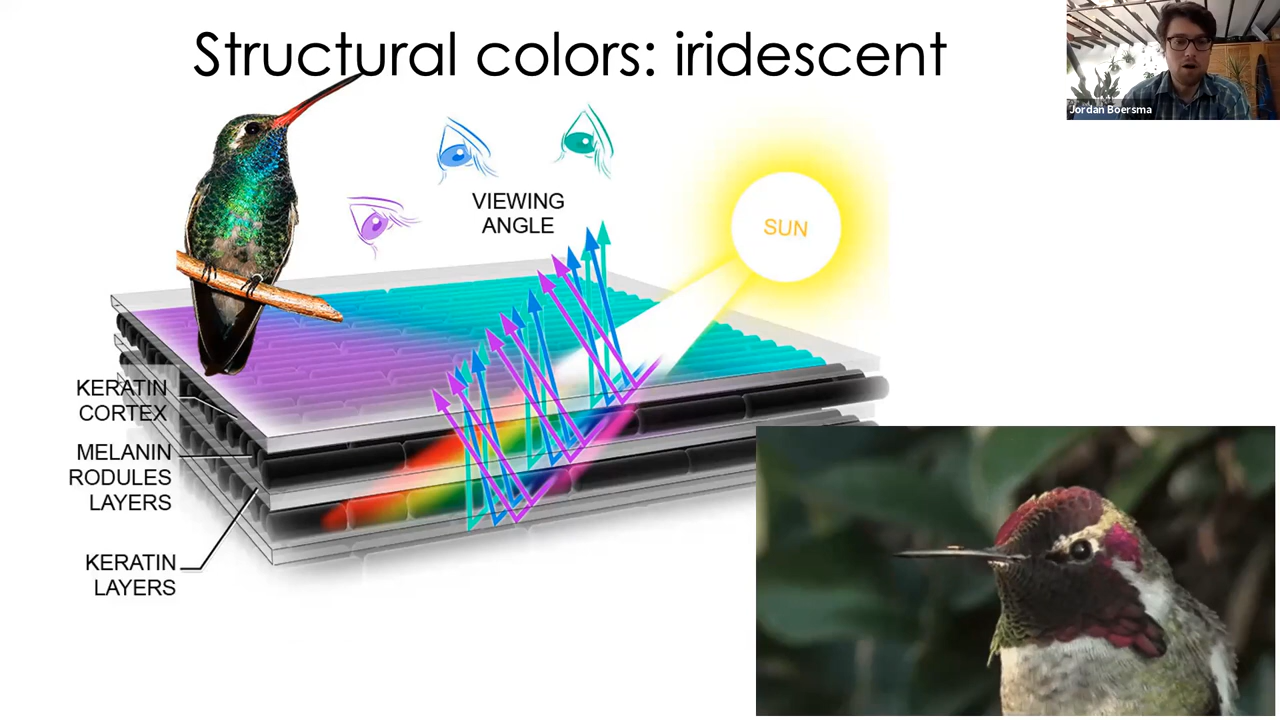 Structural colors: iridescent
Jordan Boersma
VIEWING
ANGLE
SUN
KERATIN
CORTEX
MELANIN
RODULES
LAYERS
KERATIN
LAYERS